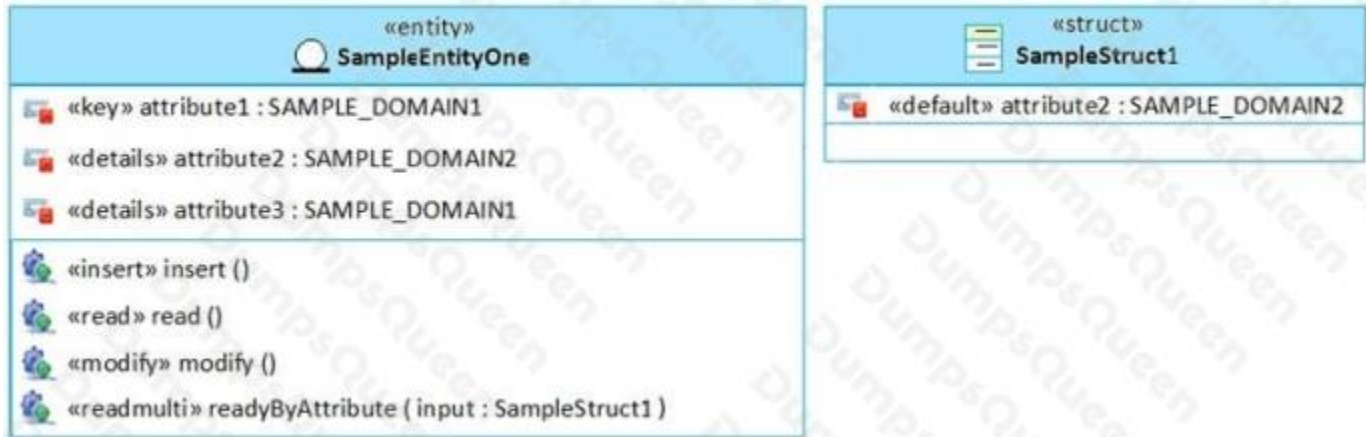 «entity»
SampleEntityOne
«key» attribute1 : SAMPLE_DOMAIN1
«details» attribute2 : SAMPLE_DOMAIN2
«details» attribute3 : SAMPLE_DOMAIN1
«insert» insert ()
«read» read ()
«modify» modify ()
«readmulti» readyByAttribute ( input : SampleStruct1 )
«struct»
SampleStruct1
«default» attribute2 : SAMPLE_DOMAIN2
DumpsQueen